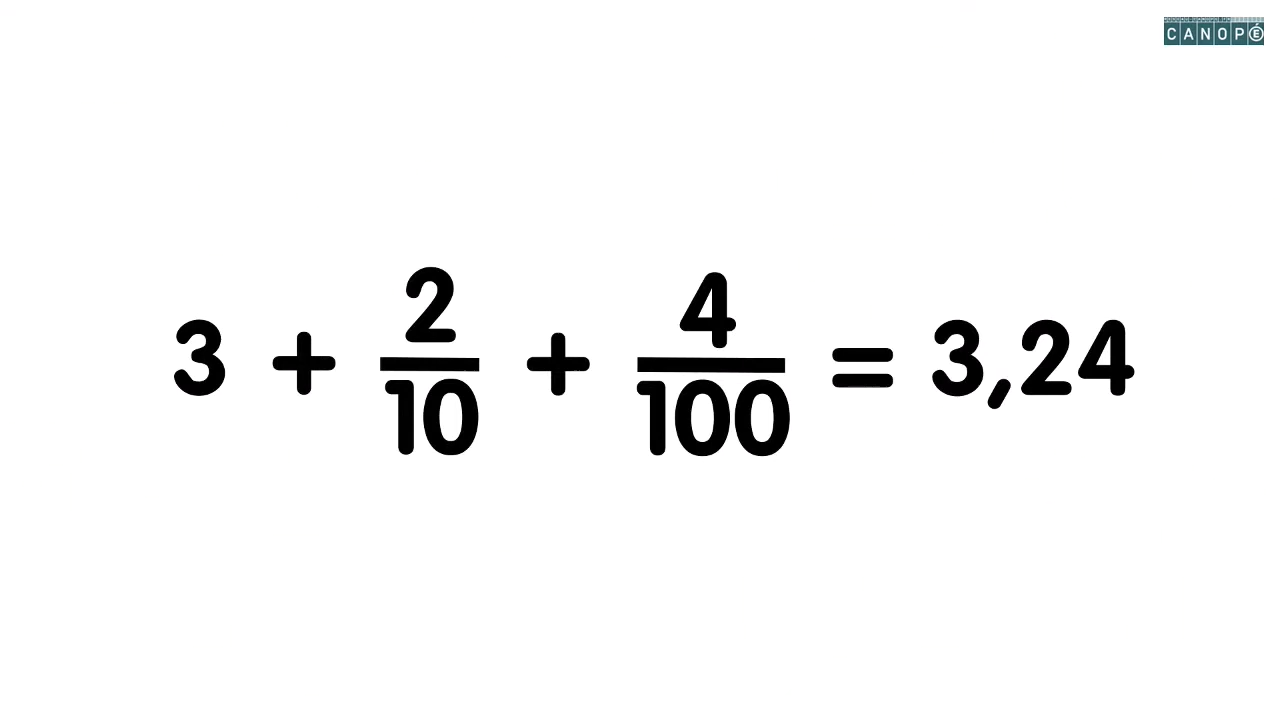 CANOPÉ
3 + 2/10 + 4/100 = 3,24